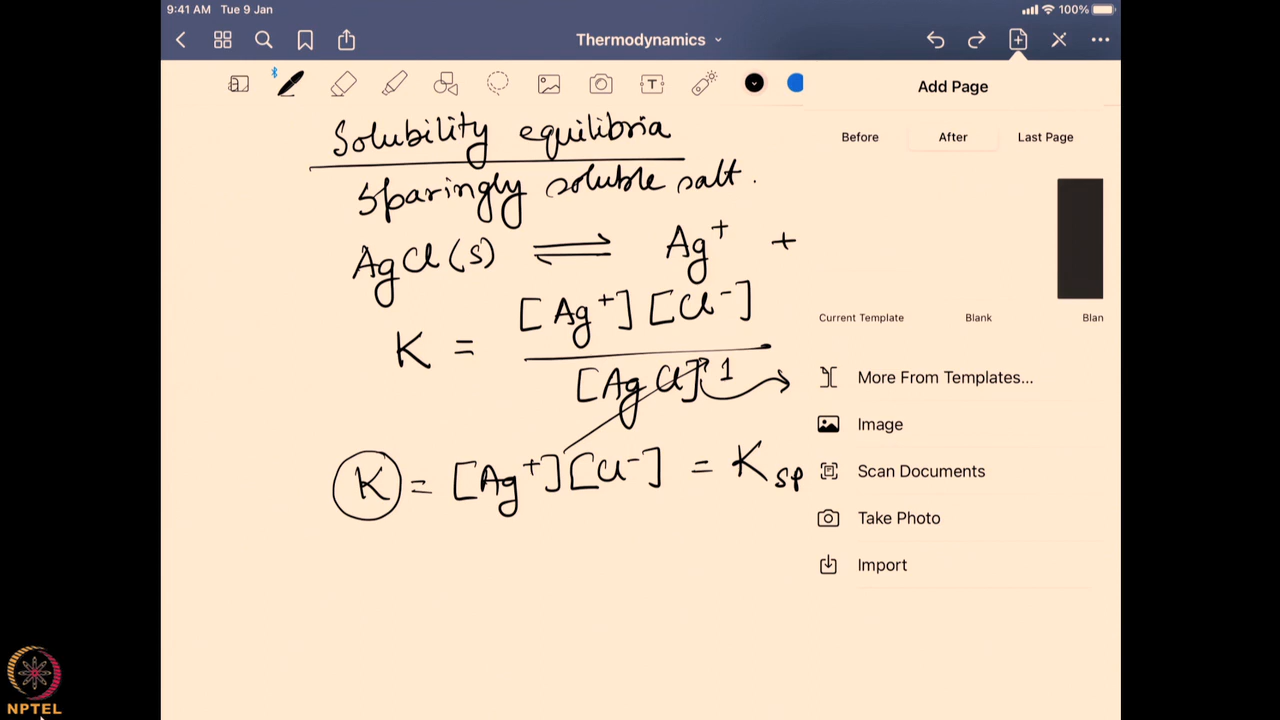 9:41 AM Tue 9 Jan
100%
Thermodynamics
Add Page
Before After Last Page
Solubility equilibria
Sparingly soluble salt.
AgCl(s) ⇌ Ag⁺ +
K = [Ag⁺][Cl⁻]
[AgCl] 1
K = [Ag⁺][Cl⁻] = Ksp
Current Template Blank Blan
More From Templates...
Image
Scan Documents
Take Photo
Import
NPTEL